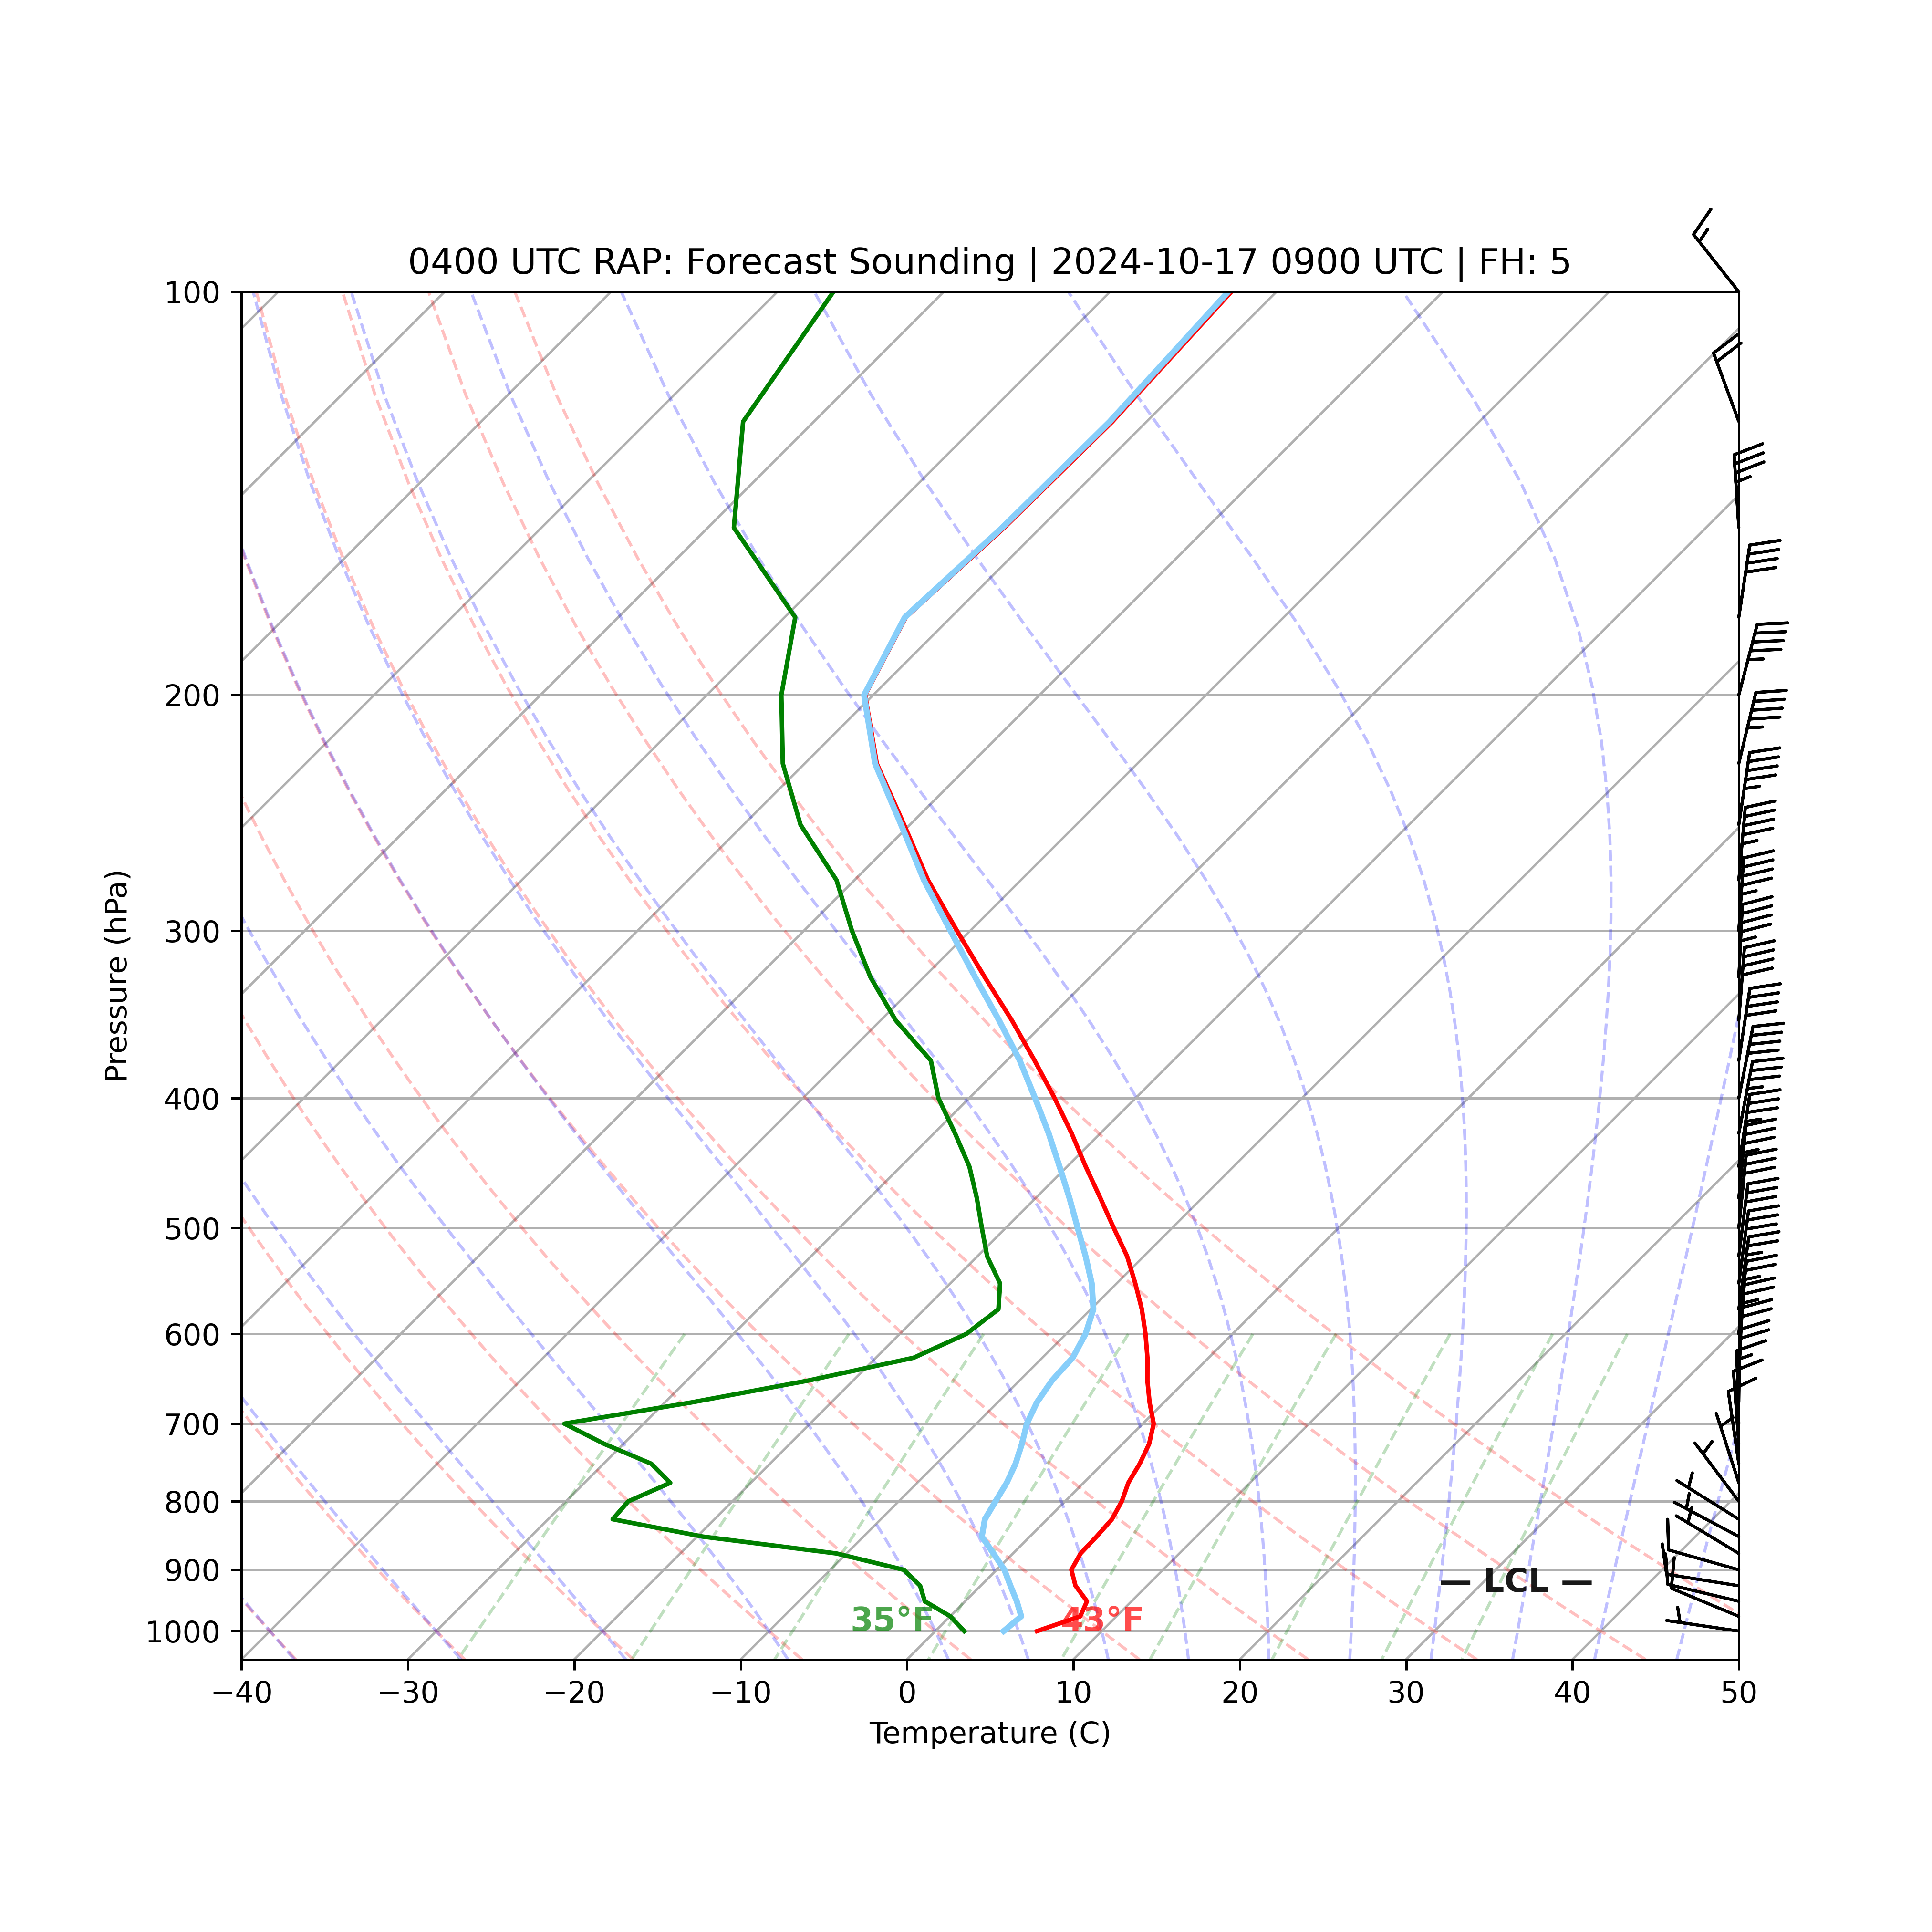 0400 UTC RAP: Forecast Sounding | 2024-10-17 0900 UTC | FH: 5
100
200
300
400
500
600
700
800
900
1000
Pressure (hPa)
— LCL —
35°F
43°F
−40 −30 −20 −10 0 10 20 30 40 50
Temperature (C)